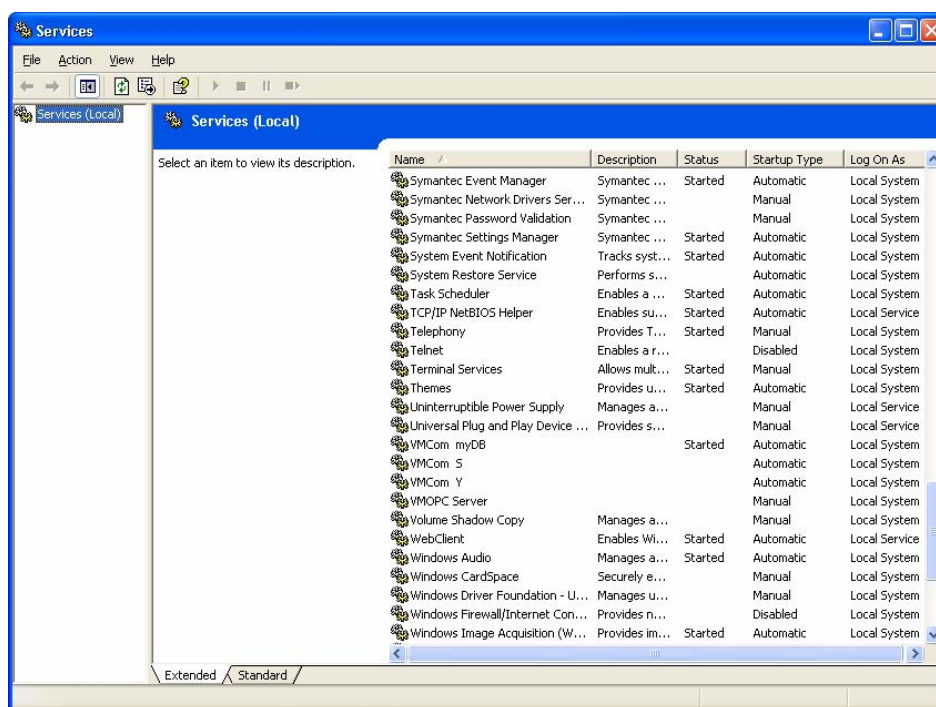 Services
File Action View Help
Services (Local)
Services (Local)
Select an item to view its description.
Name Description Status Startup Type Log On As
Symantec Event Manager Symantec ... Started Automatic Local System
Symantec Network Drivers Ser... Symantec ... Manual Local System
Symantec Password Validation Symantec ... Manual Local System
Symantec Settings Manager Symantec ... Started Automatic Local System
System Event Notification Tracks syst... Started Automatic Local System
System Restore Service Performs s... Automatic Local System
Task Scheduler Enables a ... Started Automatic Local System
TCP/IP NetBIOS Helper Enables su... Started Automatic Local Service
Telephony Provides T... Started Manual Local System
Telnet Enables a r... Disabled Local System
Terminal Services Allows mult... Started Manual Local System
Themes Provides u... Started Automatic Local System
Uninterruptible Power Supply Manages a... Manual Local Service
Universal Plug and Play Device ... Provides s... Manual Local Service
VMCom myDB Started Automatic Local System
VMCom S Automatic Local System
VMCom Y Automatic Local System
VMOPC Server Manual Local System
Volume Shadow Copy Manages a... Manual Local System
WebClient Enables Wi... Started Automatic Local Service
Windows Audio Manages a... Started Automatic Local System
Windows CardSpace Securely e... Manual Local System
Windows Driver Foundation - U... Manages u... Manual Local System
Windows Firewall/Internet Con... Provides n... Disabled Local System
Windows Image Acquisition (W... Provides im... Started Automatic Local System
Extended Standard